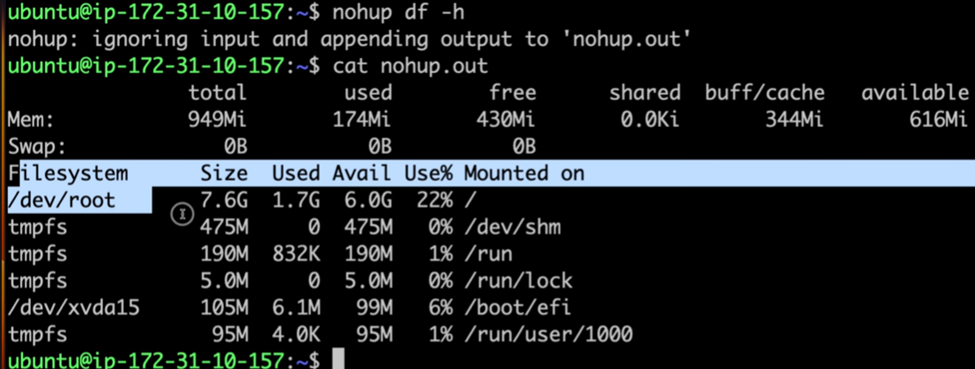 ubuntu@ip-172-31-10-157:~$ nohup df -h
nohup: ignoring input and appending output to 'nohup.out'
ubuntu@ip-172-31-10-157:~$ cat nohup.out
total used free shared buff/cache available
Mem: 949Mi 174Mi 430Mi 0.0Ki 344Mi 616Mi
Swap: 0B 0B 0B
Filesystem Size Used Avail Use% Mounted on
/dev/root 7.6G 1.7G 6.0G 22% /
tmpfs 475M 0 475M 0% /dev/shm
tmpfs 190M 832K 190M 1% /run
tmpfs 5.0M 0 5.0M 0% /run/lock
/dev/xvda15 105M 6.1M 99M 6% /boot/efi
tmpfs 95M 4.0K 95M 1% /run/user/1000
ubuntu@ip-172-31-10-157:~$